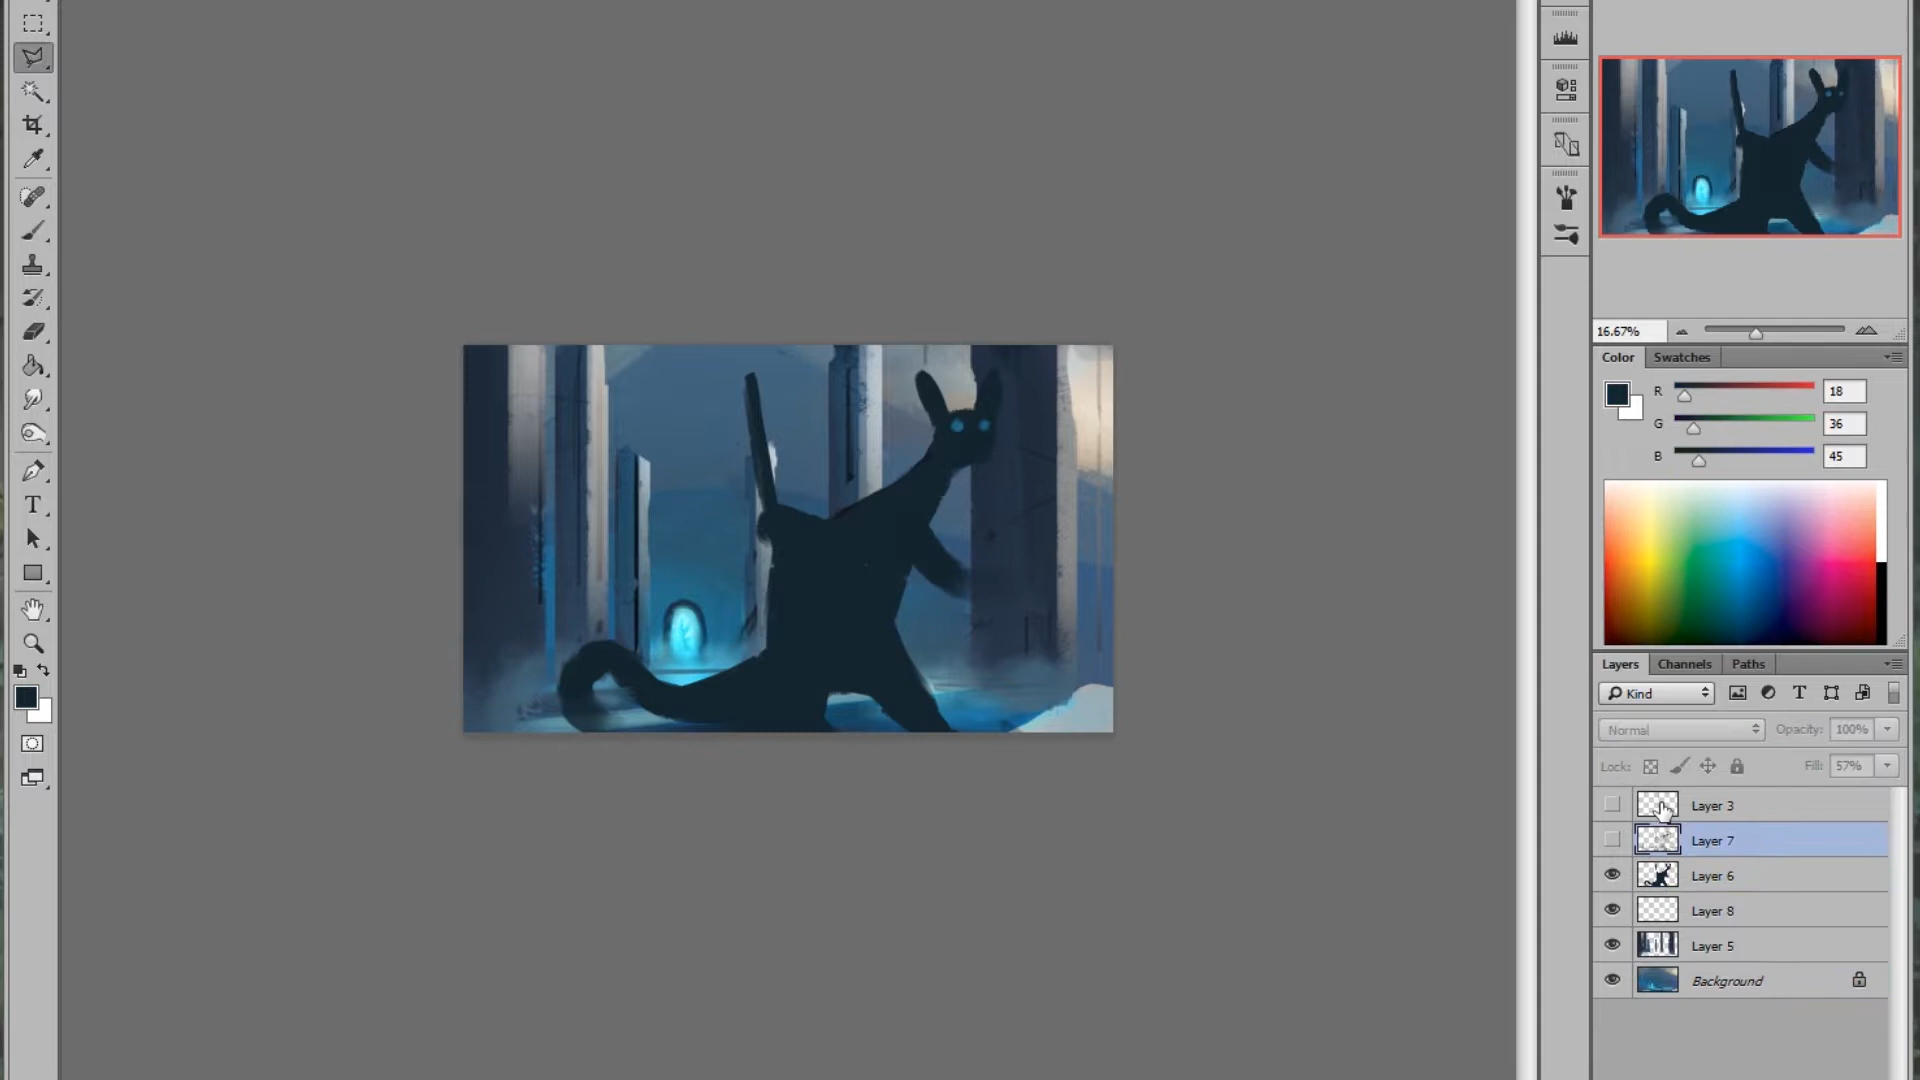 16.67%
Color Swatches
R 18
G 36
B 45
T
Layers Channels Paths
Kind T
Normal Opacity: 100%
Lock: Fill: 57%
Layer 3
Layer 7
Layer 6
Layer 8
Layer 5
Background